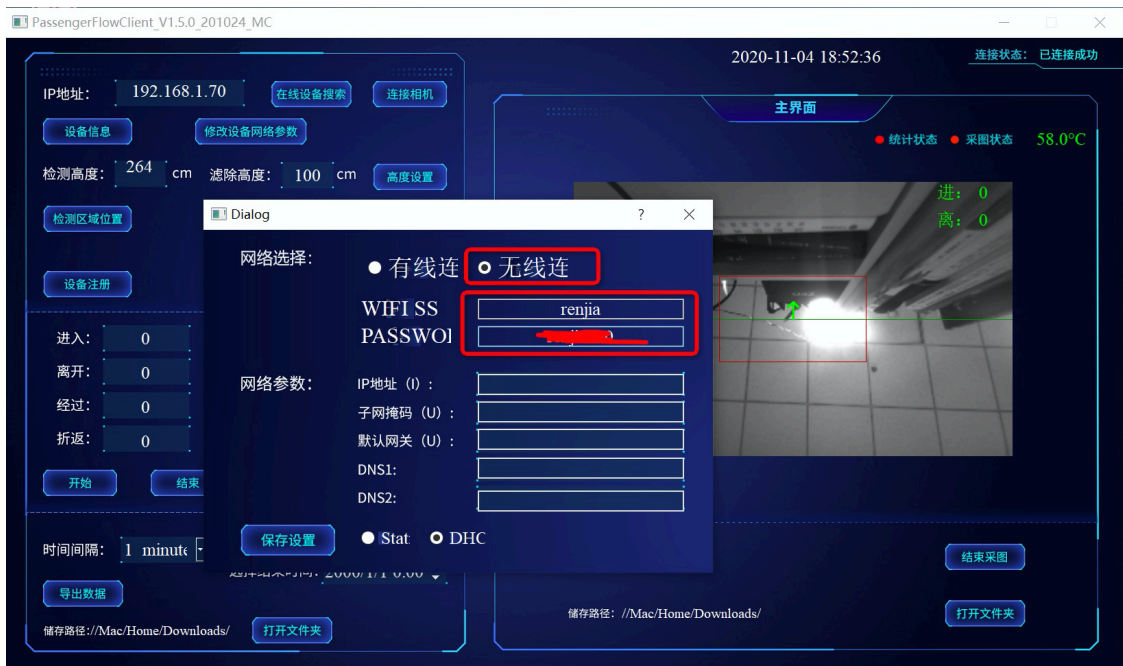 PassengerFlowClient_V1.5.0_201024_MC
2020-11-04 18:52:36
连接状态: 已连接成功
IP地址: 192.168.1.70 在线设备搜索 连接相机
主界面
设备信息 修改设备网络参数
统计状态 采图状态 58.0°C
检测高度: 264 cm 滤除高度: 100 cm 高度设置
进: 0
离: 0
检测区域位置
设备注册
Dialog ?
网络选择: 有线连 无线连
WIFI SS renjia
PASSWOI
网络参数: IP地址 (I) :
子网掩码 (U) :
默认网关 (U) :
DNS1:
DNS2:
保存设置 Stat DHC
进入: 0
离开: 0
经过: 0
折返: 0
开始 结束
时间间隔: 1 minute
2000/1/1 0:00
导出数据
储存路径://Mac/Home/Downloads/ 打开文件夹
结束采图
储存路径: //Mac/Home/Downloads/ 打开文件夹